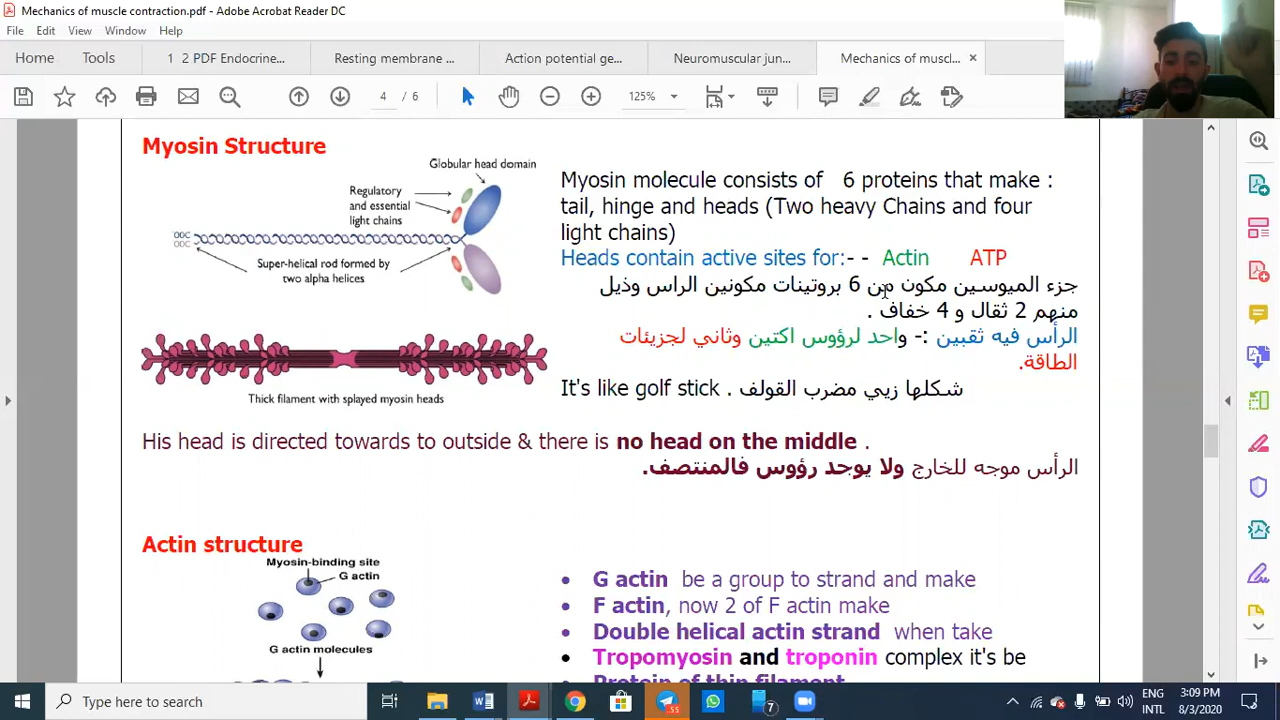 Mechanics of muscle contraction.pdf - Adobe Acrobat Reader DC
File Edit View Window Help
Home Tools 1 2 PDF Endocrine... Resting membrane ... Action potential ge... Neuromuscular jun... Mechanics of muscl... ×
4 / 6 125%
Myosin Structure
Globular head domain
Regulatory
and essential
light chains
Super-helical rod formed by
two alpha helices
Thick filament with splayed myosin heads
Myosin molecule consists of 6 proteins that make :
tail, hinge and heads (Two heavy Chains and four
light chains)
Heads contain active sites for:- - Actin ATP
جزء الميوسين مكون من 6 بروتينات مكونين الراس وذيل
منهم 2 ثقال و 4 خفاف .
الرأس فيه ثقبين :- واحد لرؤوس اكتين وثاني لجزيئات
الطاقة.
It's like golf stick . شكلها زيي مضرب القولف
His head is directed towards to outside & there is no head on the middle .
الرأس موجه للخارج ولا يوجد رؤوس فالمنتصف.
Actin structure
Myosin-binding site
G actin
G actin molecules
• G actin be a group to strand and make
• F actin, now 2 of F actin make
• Double helical actin strand when take
• Tropomyosin and troponin complex it's be
Protein of thin filament
Type here to search
55
7
ENG
INTL
3:09 PM
8/3/2020